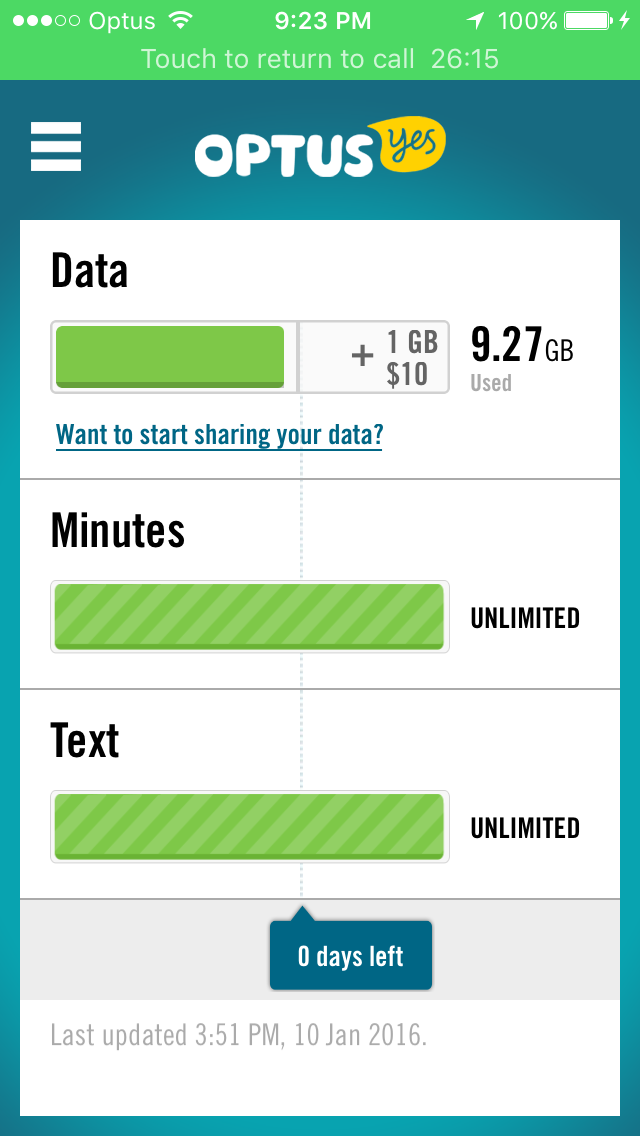 Optus 9:23 PM 100%
Touch to return to call 26:15
OPTUS yes
Data
+ 1 GB
$10
9.27GB
Used
Want to start sharing your data?
Minutes
UNLIMITED
Text
UNLIMITED
0 days left
Last updated 3:51 PM, 10 Jan 2016.